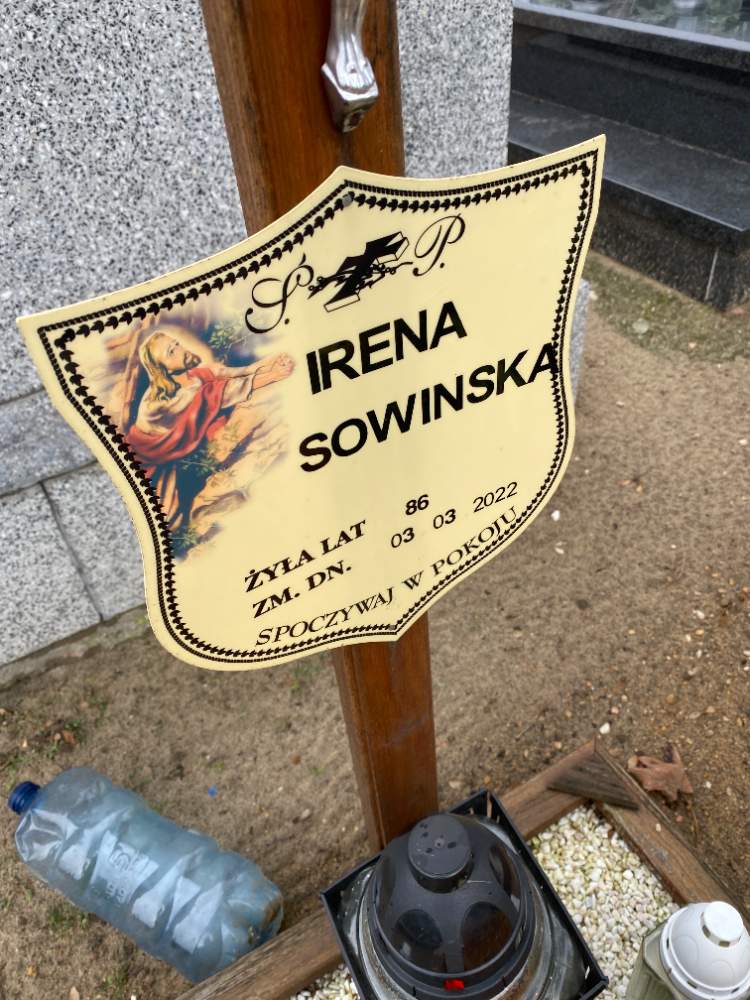 Ś. P.
IRENA
SOWINSKA
ŻYŁA LAT 86
ZM. DN. 03 03 2022
SPOCZYWAJ W POKOJU